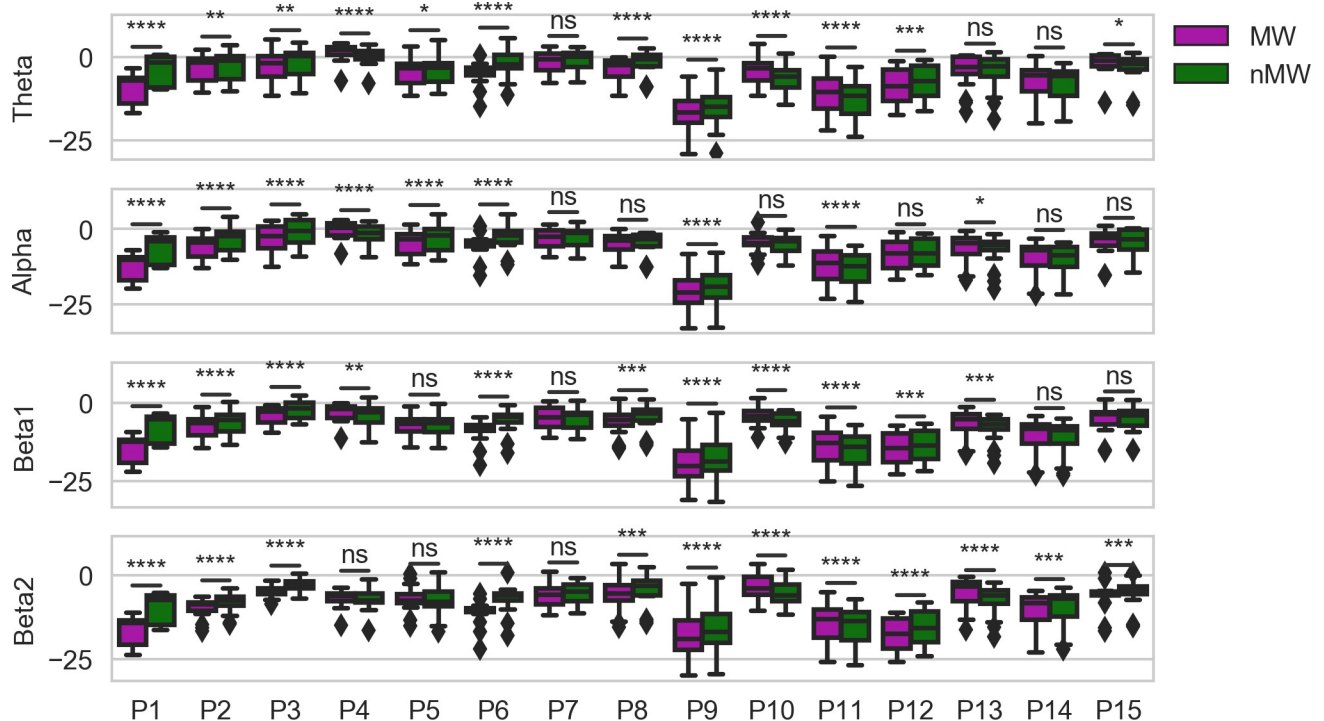 **** ** ** **** * **** ns **** **** **** **** *** ns ns *
MW
nMW
0
−25
Theta
**** **** **** **** **** **** ns ns **** ns **** ns * ns ns
0
−25
Alpha
**** **** **** ** ns **** ns *** **** **** **** *** *** ns ns
0
−25
Beta1
**** **** **** ns ns **** ns *** **** **** **** **** **** *** ***
0
−25
Beta2
P1 P2 P3 P4 P5 P6 P7 P8 P9 P10 P11 P12 P13 P14 P15